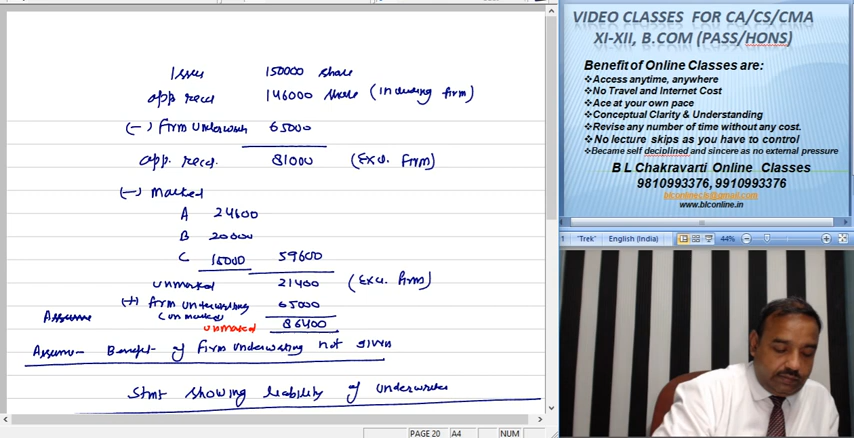 Issue 150000 share
app recd 146000 share (Including firm)
(-) firm underwrn 65000
app. recd. 81000 (Exu. firm)
(-) marked
A 24600
B 20000
C 15000 59600
unmarked 21400 (Exu. firm)
(+) firm underwriting 65000
Assume (unmarked
unmarked 86400
Assume - Benefit of firm underwriting not given
Stmt showing liability of underwriter
PAGE 20 A4 NUM
VIDEO CLASSES FOR CA/CS/CMA
XI-XII, B.COM (PASS/HONS)
Benefit of Online Classes are:
❖Access anytime, anywhere
❖No Travel and Internet Cost
❖Ace at your own pace
❖Conceptual Clarity & Understanding
❖Revise any number of time without any cost.
❖No lecture skips as you have to control
❖Became self deciplined and sincere as no external pressure
B L Chakravarti Online Classes
9810993376, 9910993376
www.blconline.in
1 "Trek" English (India) 44%